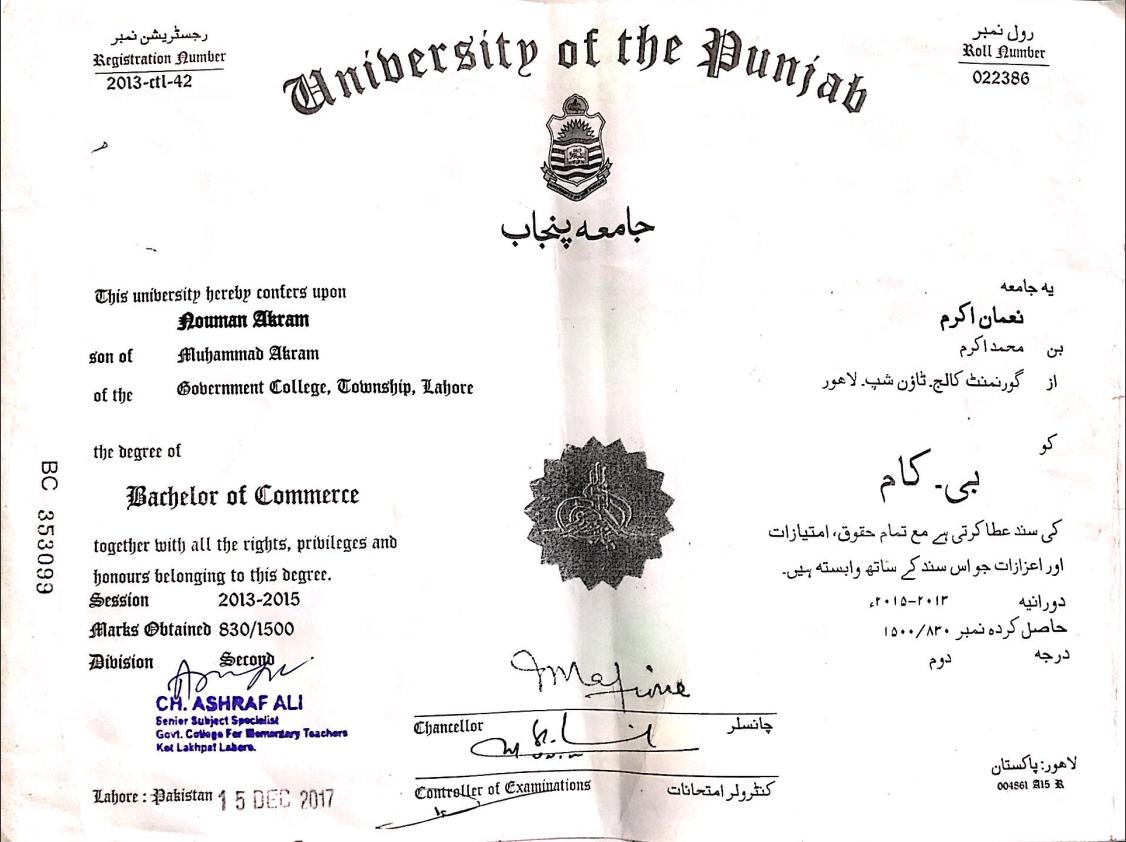 رجسٹریشن نمبر
Registration Number
2013-ctl-42
University of the Punjab
رول نمبر
Roll Number
022386
جامعہ پنجاب
This university hereby confers upon
Nouman Akram
son of Muhammad Akram
of the Government College, Township, Lahore
the degree of
Bachelor of Commerce
together with all the rights, privileges and
honours belonging to this degree.
Session 2013-2015
Marks Obtained 830/1500
Division Second
CH. ASHRAF ALI
Senior Subject Specialist
Govt. College For Elementary Teachers
Kot Lakhpat Lahore.
Lahore : Pakistan 15 DEC 2017
BC 353099
یہ جامعہ
نعمان اکرم
بن محمد اکرم
از گورنمنٹ کالج۔ ٹاؤن شپ۔ لاهور
کو
بی۔ کام
کی سند عطا کرتی ہے مع تمام حقوق، امتیازات
اور اعزازات جو اس سند کے ساتھ وابستہ ہیں۔
دورانیہ ۲۰۱۳-۲۰۱۵ء
حاصل کردہ نمبر ۸۳۰/۱۵۰۰
درجہ دوم
Chancellor چانسلر
Controller of Examinations کنٹرولر امتحانات
لاهور: پاکستان
004861 A15 R